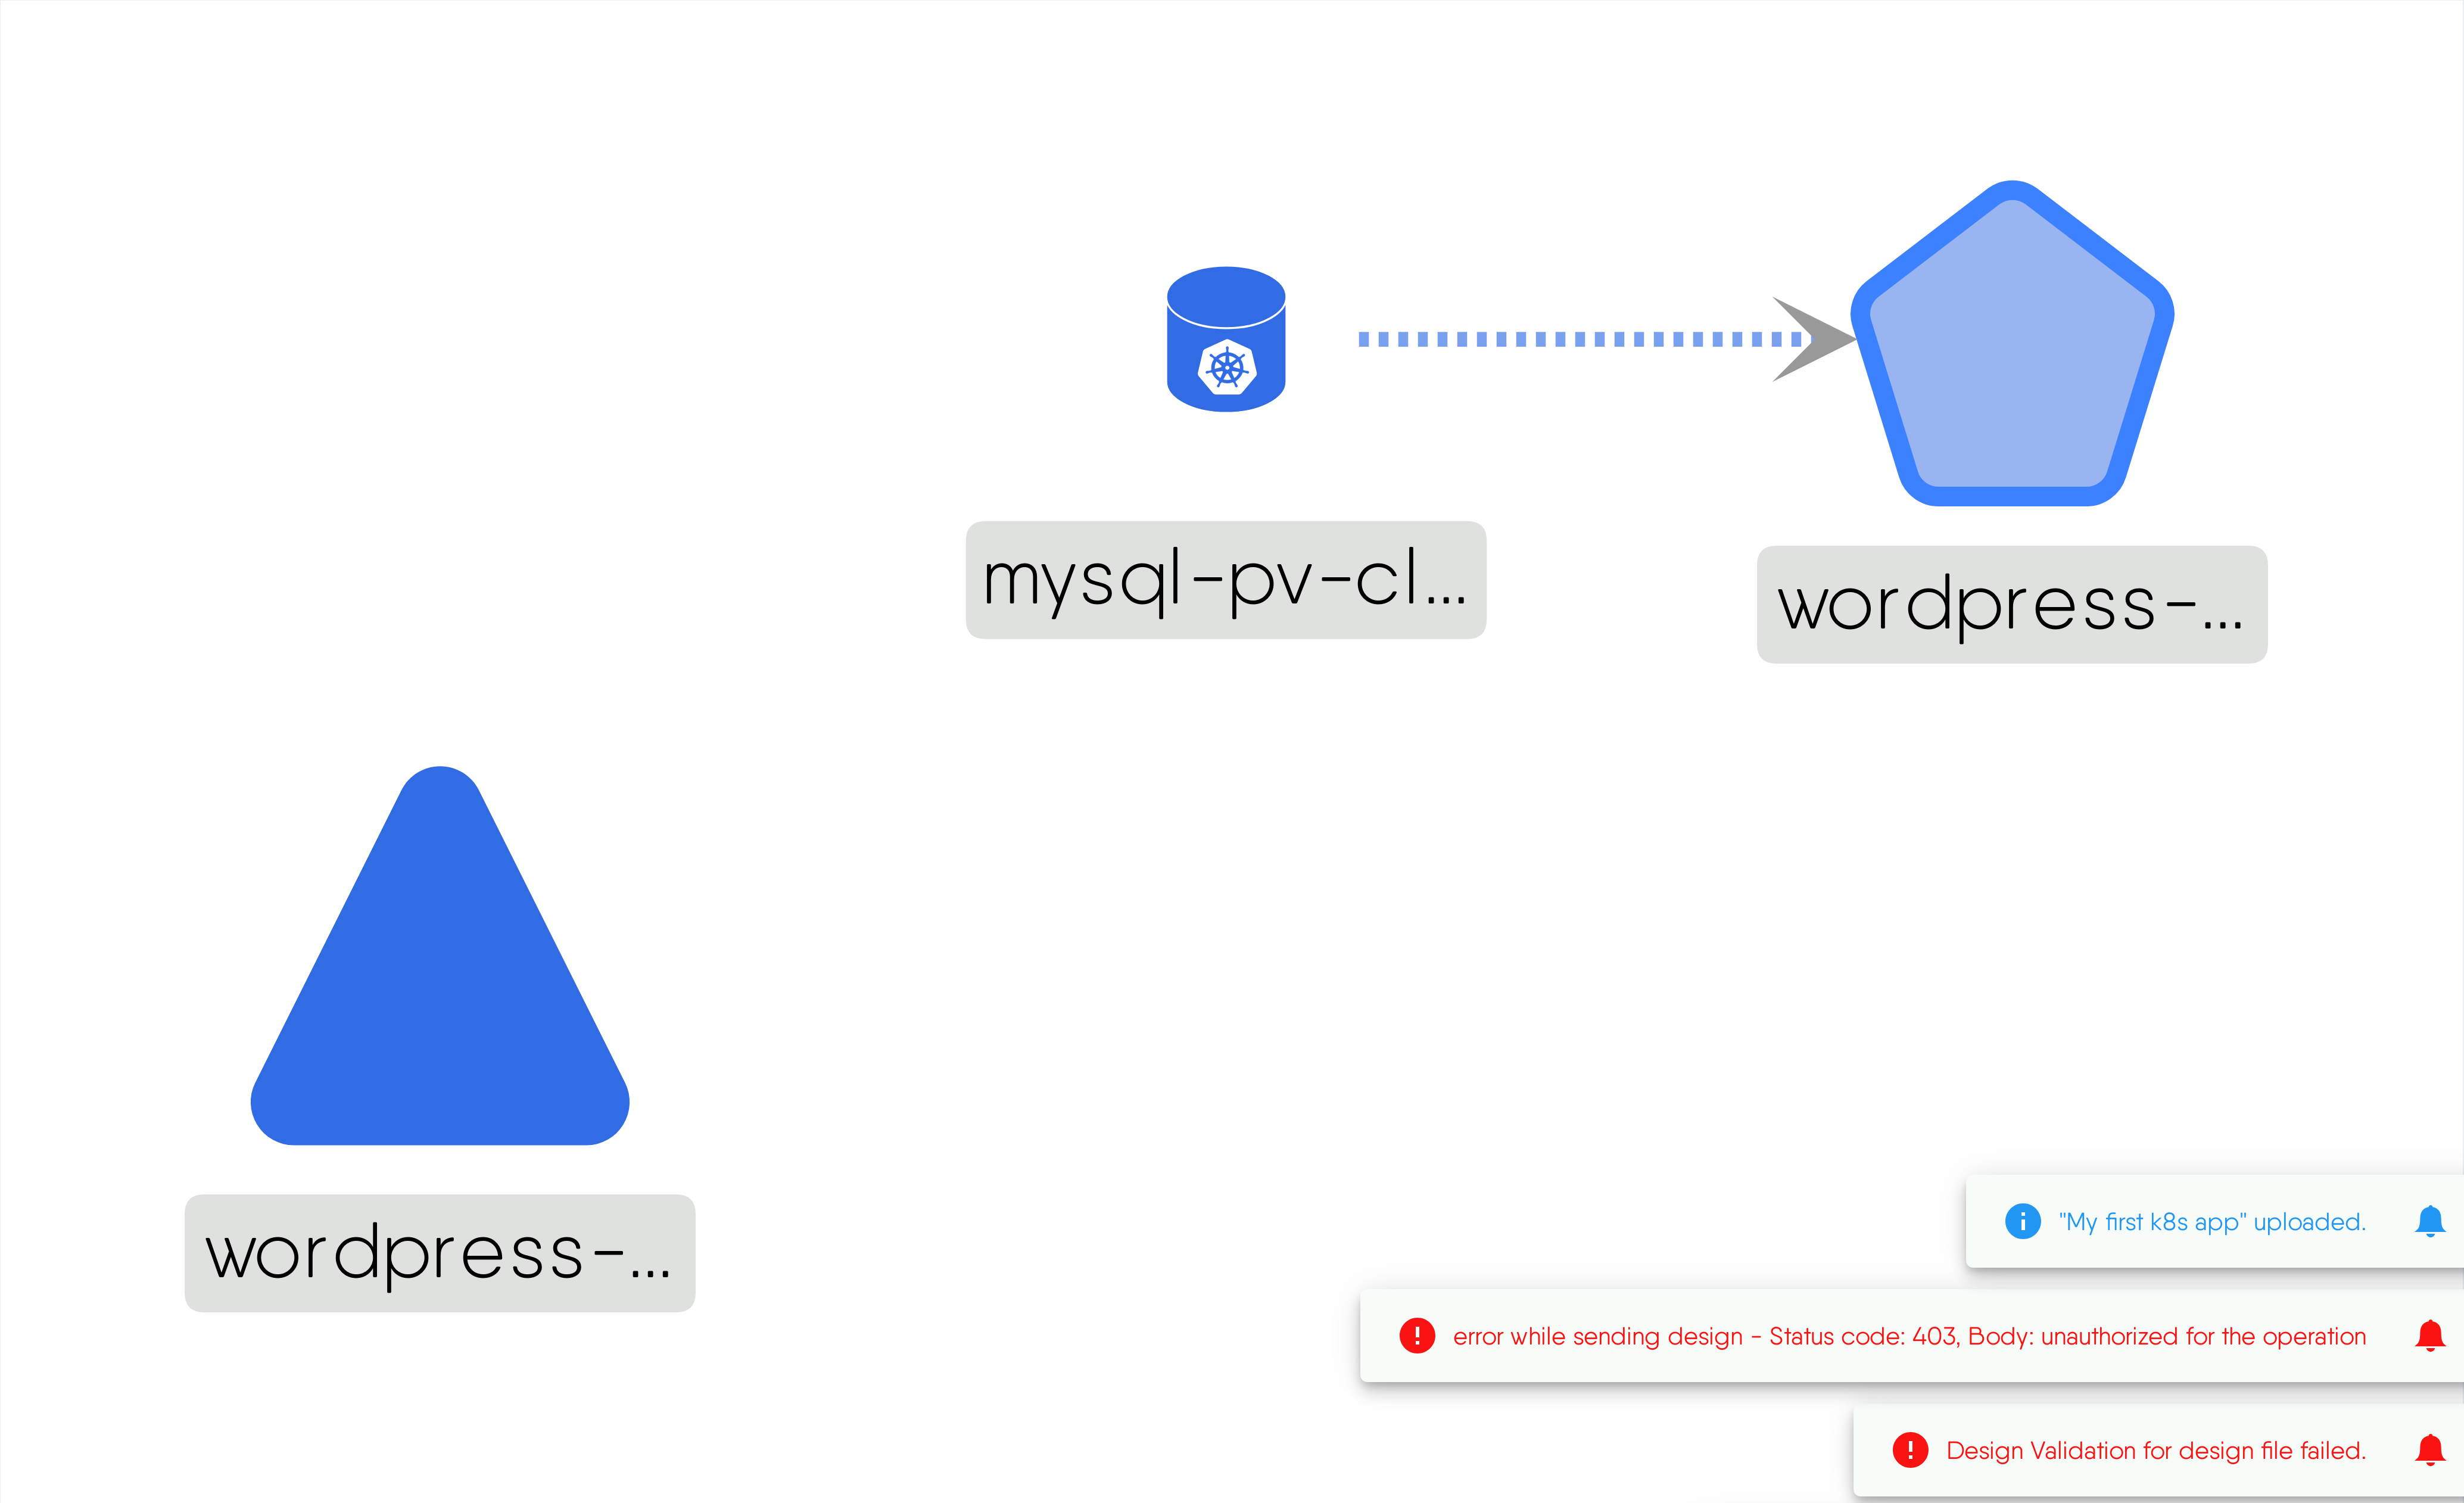 mysql-pv-cl...
wordpress-...
wordpress-...
"My first k8s app" uploaded.
error while sending design - Status code: 403, Body: unauthorized for the operation
Design Validation for design file failed.